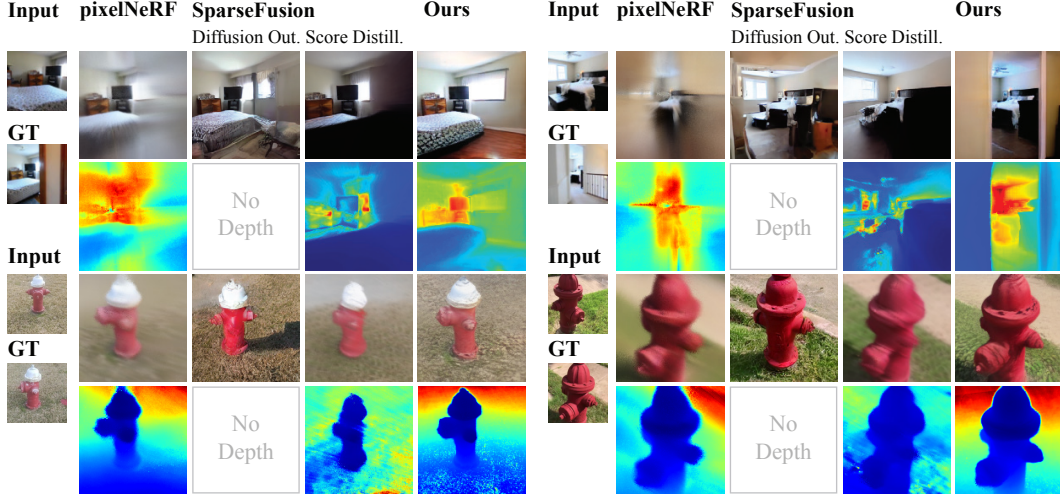 Input pixelNeRF SparseFusion Ours Input pixelNeRF SparseFusion Ours
Diffusion Out. Score Distill. Diffusion Out. Score Distill.
GT GT
No Depth No Depth
Input Input
GT GT
No Depth No Depth